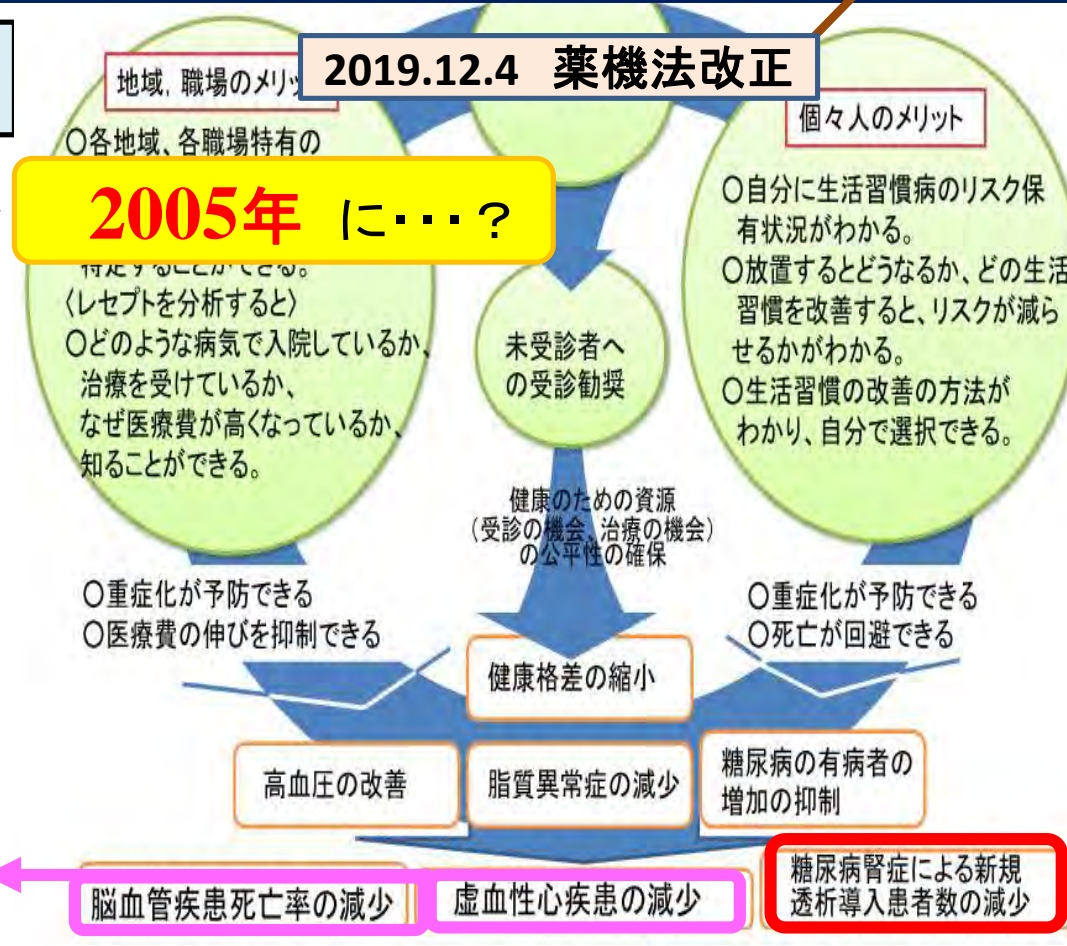 2019.12.4 薬機法改正
地域, 職場のメリッ
〇各地域、各職場特有の
2005年 に・・・？
特定することができる。
〈レセプトを分析すると〉
〇どのような病気で入院しているか、
治療を受けているか、
なぜ医療費が高くなっているか、
知ることができる。
〇重症化が予防できる
〇医療費の伸びを抑制できる
未受診者へ
の受診勧奨
健康のための資源
（受診の機会、治療の機会）
の公平性の確保
個々人のメリット
〇自分に生活習慣病のリスク保
有状況がわかる。
〇放置するとどうなるか、どの生活
習慣を改善すると、リスクが減ら
せるかがわかる。
〇生活習慣の改善の方法が
わかり、自分で選択できる。
〇重症化が予防できる
〇死亡が回避できる
健康格差の縮小
高血圧の改善
脂質異常症の減少
糖尿病の有病者の
増加の抑制
脳血管疾患死亡率の減少
虚血性心疾患の減少
糖尿病腎症による新規
透析導入患者数の減少